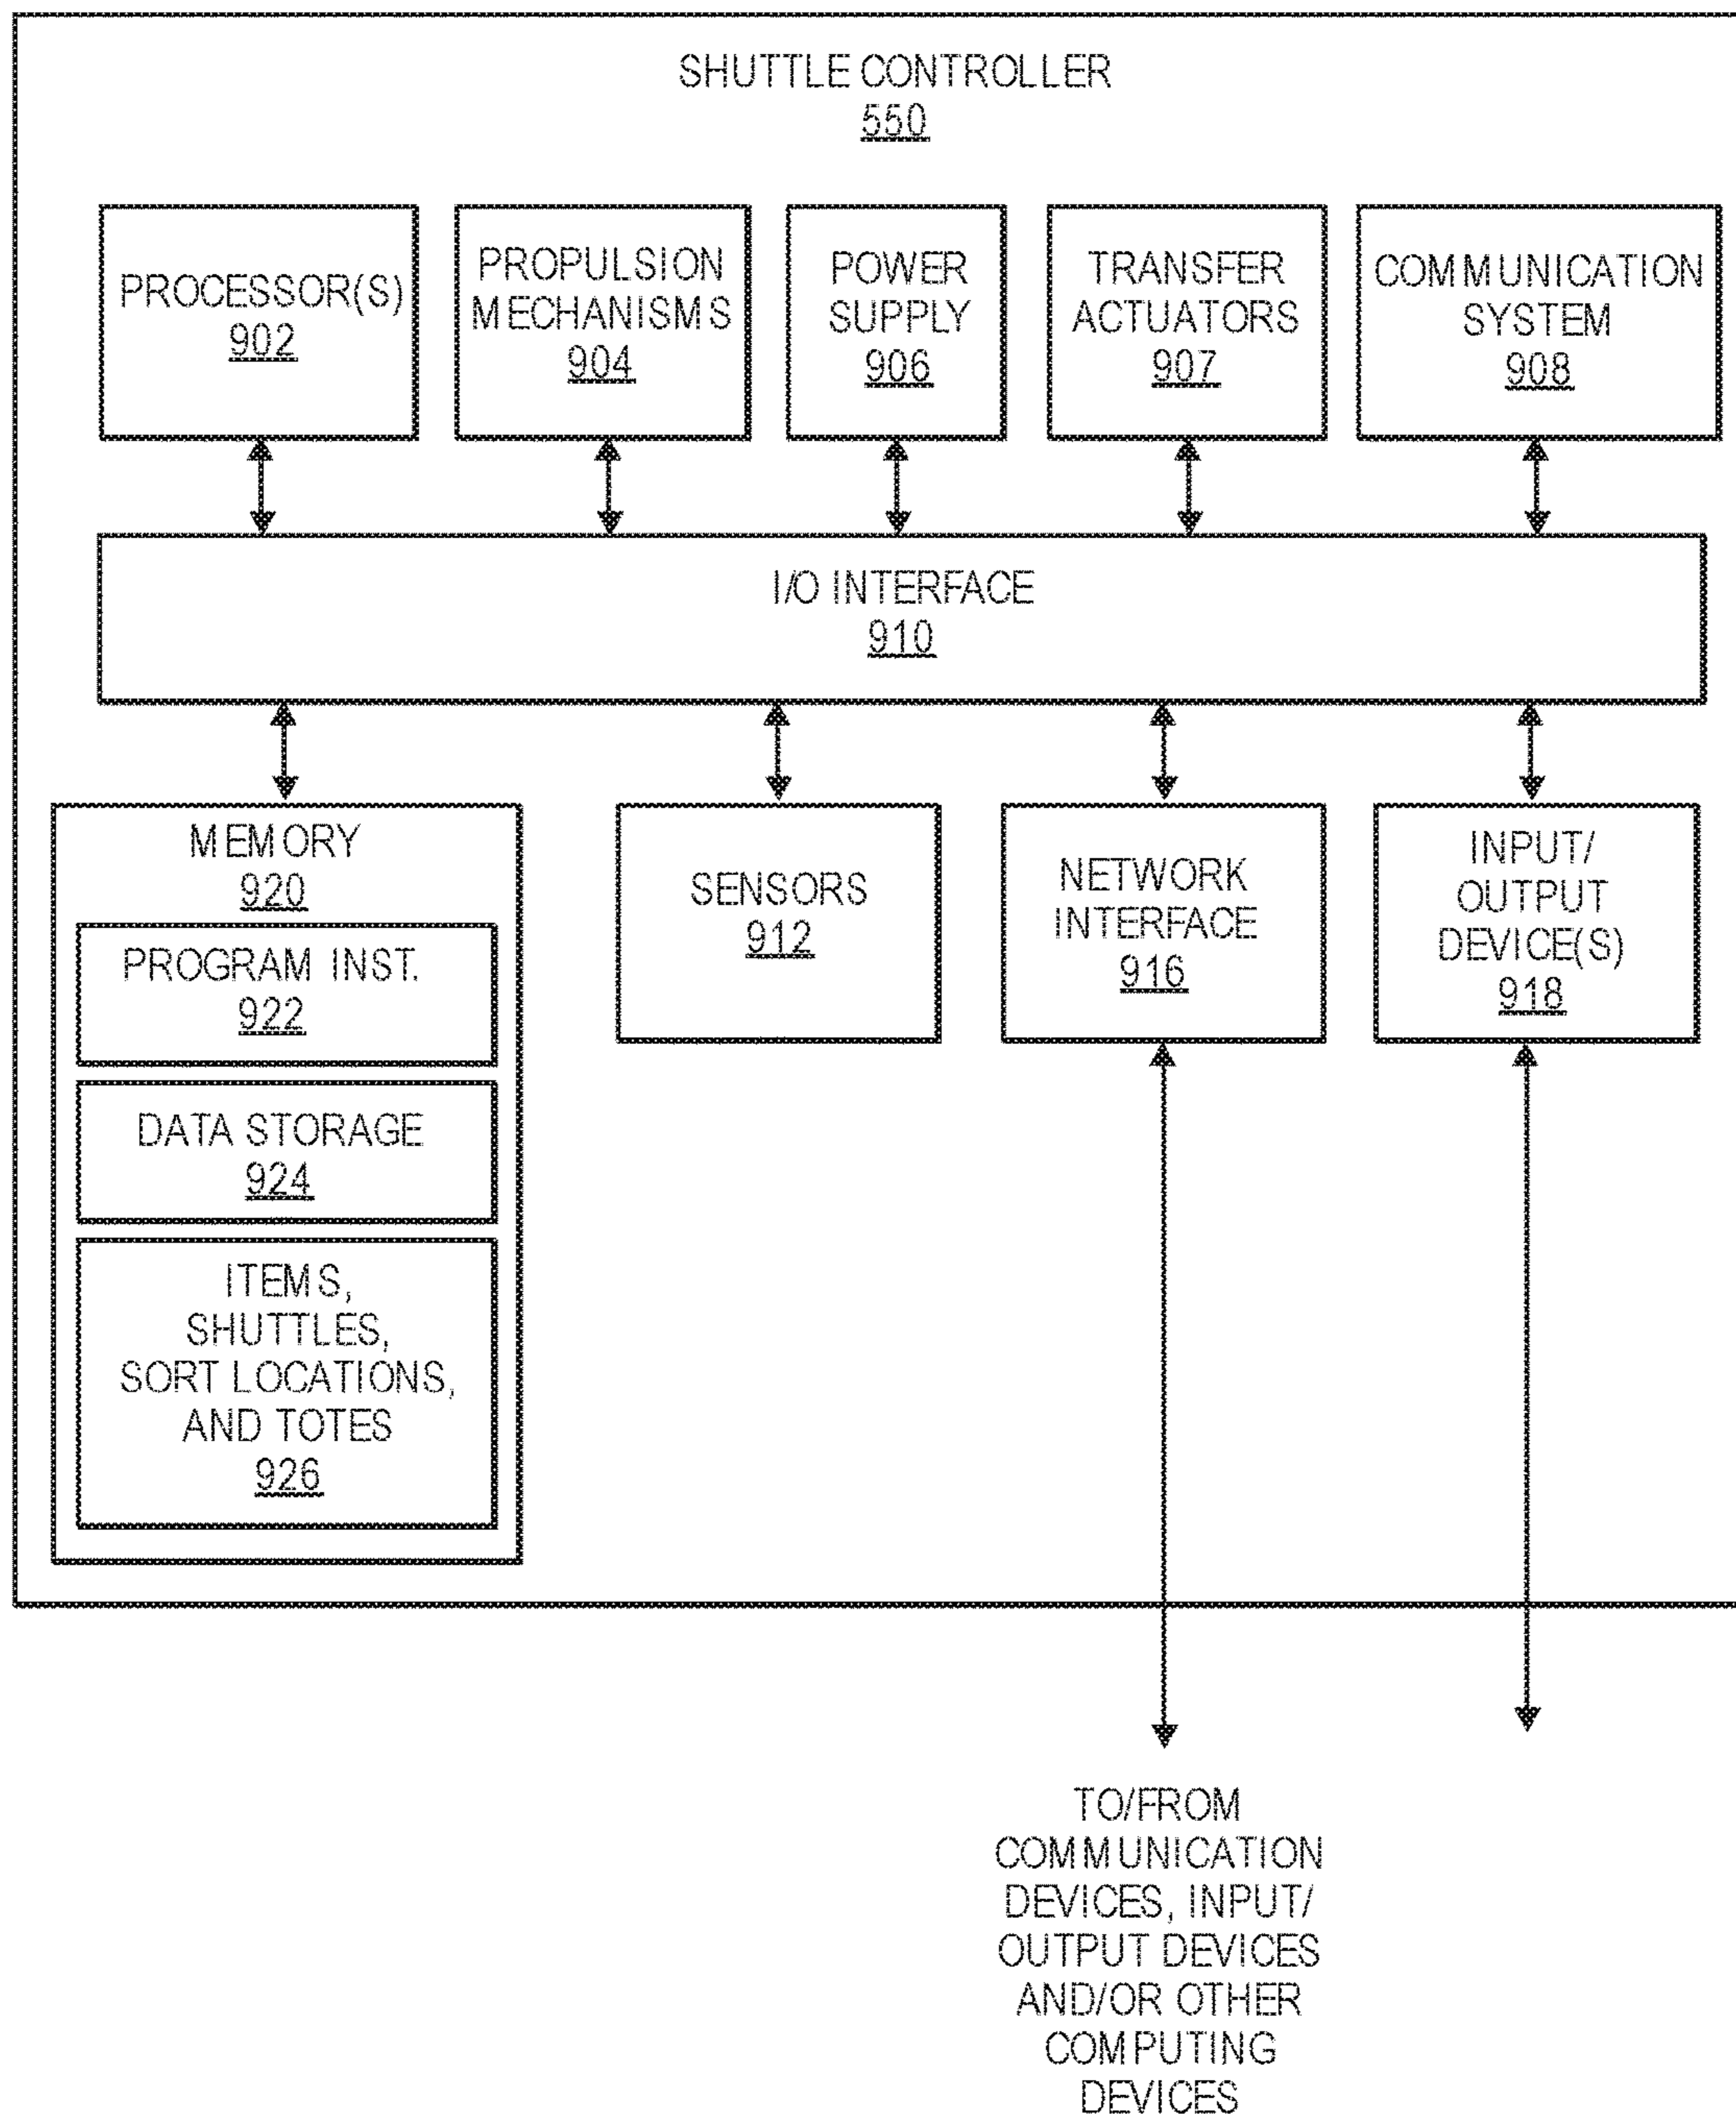 SHUTTLE CONTROLLER
550
PROCESSOR(S)
902
PROPULSION
MECHANISMS
904
POWER
SUPPLY
906
TRANSFER
ACTUATORS
907
COMMUNICATION
SYSTEM
908
I/O INTERFACE
910
MEMORY
920
PROGRAM INST.
922
DATA STORAGE
924
ITEMS,
SHUTTLES,
SORT LOCATIONS,
AND TOTES
926
SENSORS
912
NETWORK
INTERFACE
916
INPUT/
OUTPUT
DEVICE(S)
918
TO/FROM
COMMUNICATION
DEVICES, INPUT/
OUTPUT DEVICES
AND/OR OTHER
COMPUTING
DEVICES